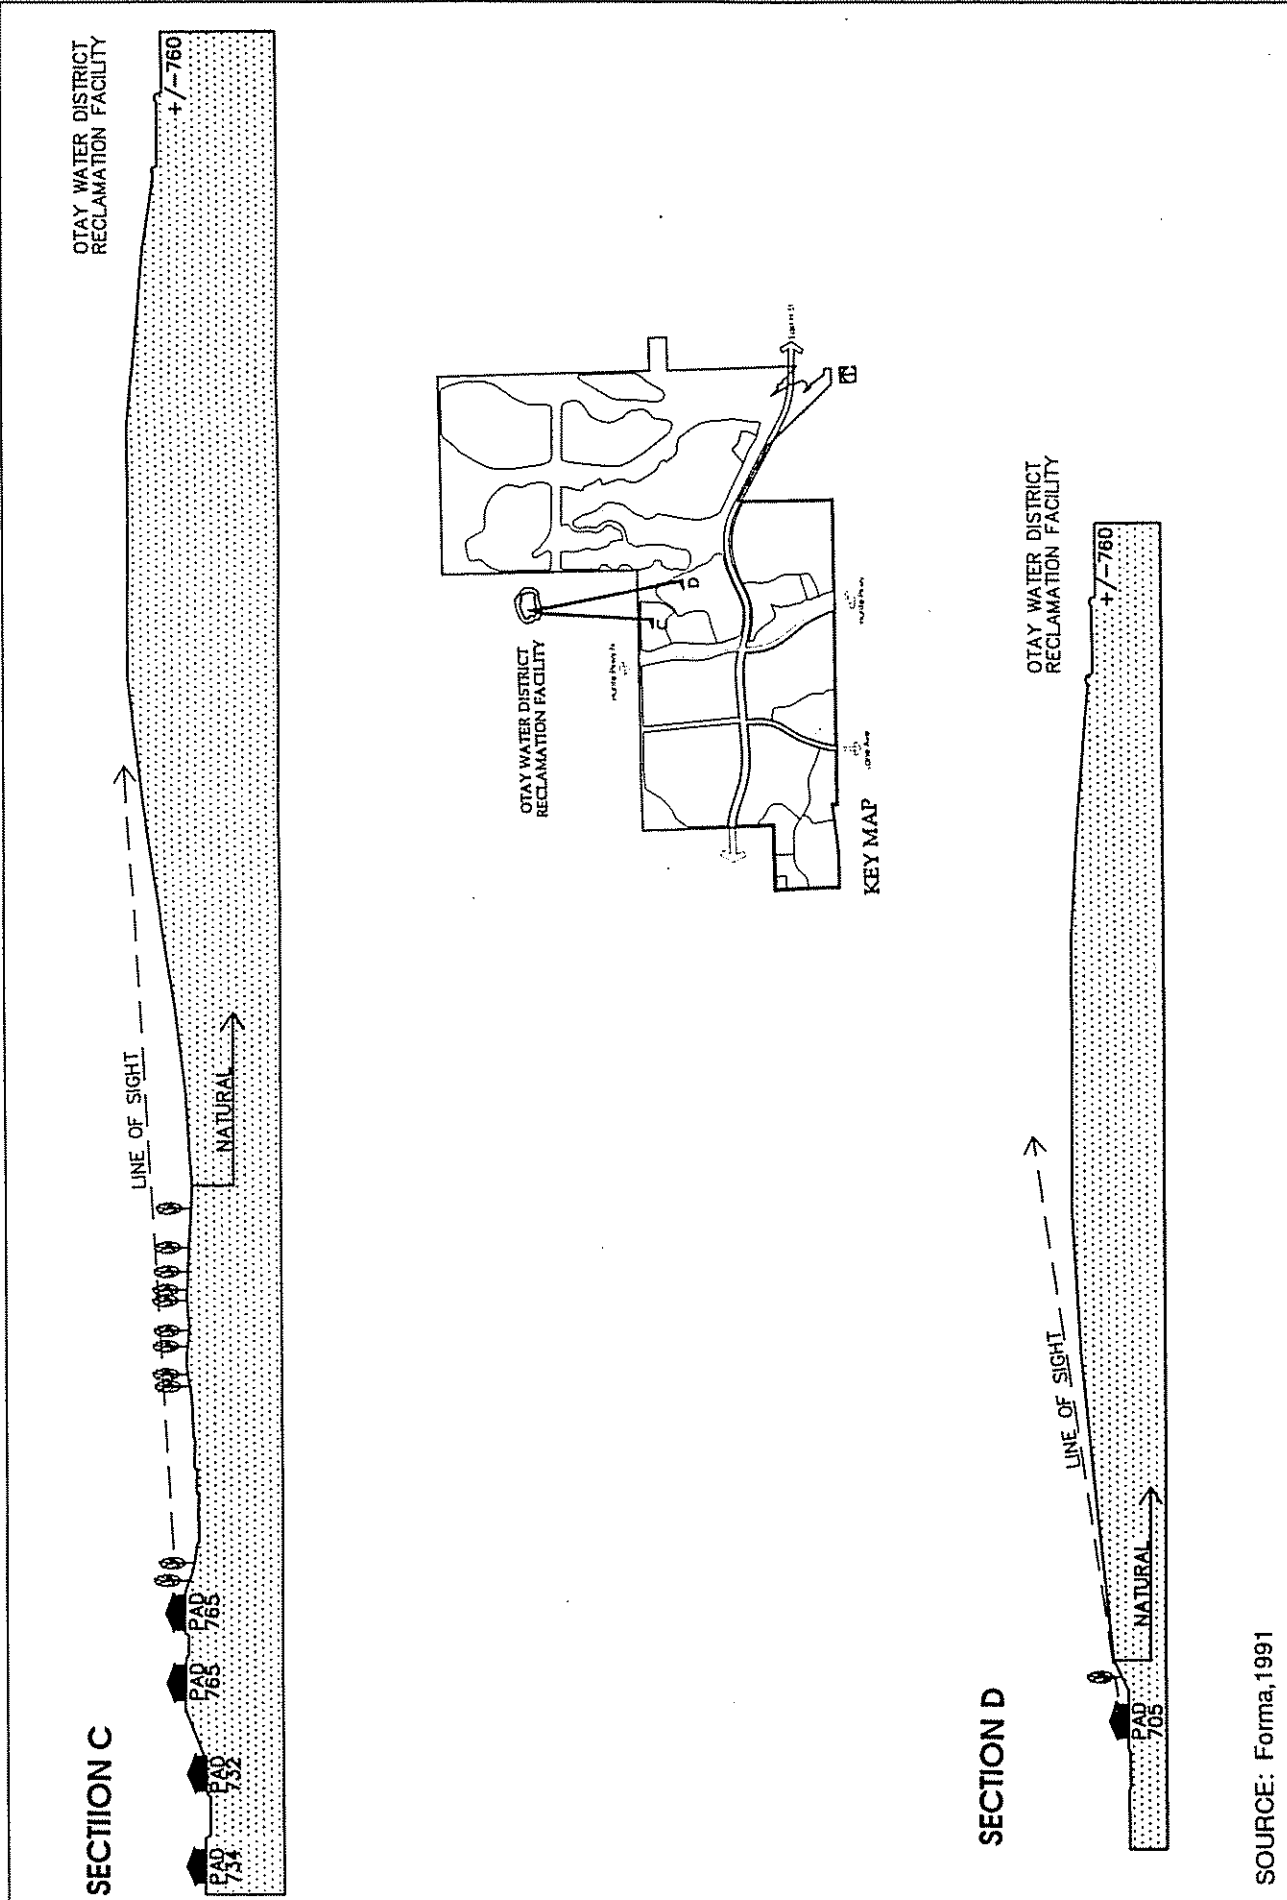 SECTIION C
OTAY WATER DISTRICT
RECLAMATION FACILITY
+/-760
LINE OF SIGHT
NATURAL
PAD
734
PAD
732
PAD
765
PAD
765
OTAY WATER DISTRICT
RECLAMATION FACILITY
C
D
KEY MAP
SECTION D
OTAY WATER DISTRICT
RECLAMATION FACILITY
+/-760
LINE OF SIGHT
NATURAL
PAD
705
SOURCE: Forma,1991